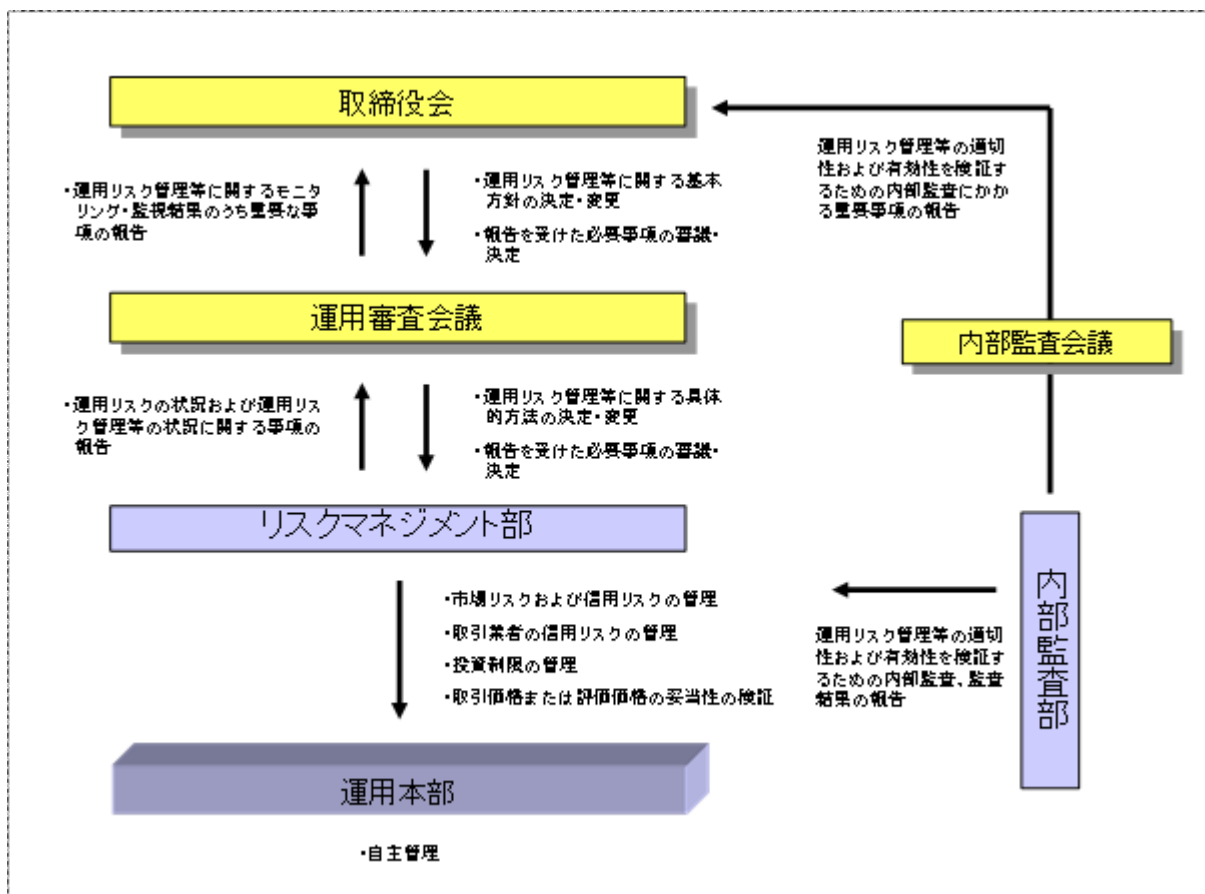 取締役会
・運用リスク管理等に関するモニ
タリング・監視結果のうち重要な事
項の報告
・運用リスク管理等に関する基本
方針の決定・変更
・報告を受けた必要事項の審議・
決定
運用リスク管理等の適切
性および有効性を検証す
るための内部監査にかか
る重要事項の報告
運用審査会議
内部監査会議
・運用リスクの状況および運用リス
ク管理等の状況に関する事項の
報告
・運用リスク管理等に関する具体
的方法の決定・変更
・報告を受けた必要事項の審議・
決定
リスクマネジメント部
・市場リスクおよび信用リスクの管理
・取引業者の信用リスクの管理
・投資制限の管理
・取引価格または評価価格の妥当性の検証
運用リスク管理等の適切
性および有効性を検証す
るための内部監査、監査
結果の報告
内部監査部
運用本部
・自主管理